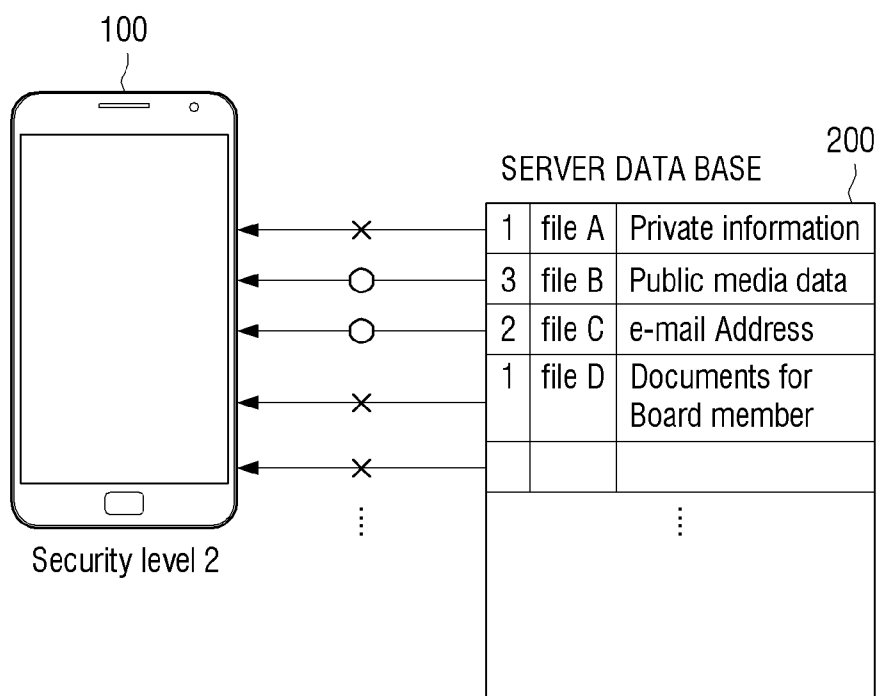 100
200
SERVER DATA BASE
1 file A Private information
3 file B Public media data
2 file C e-mail Address
1 file D Documents for
Board member
Security level 2